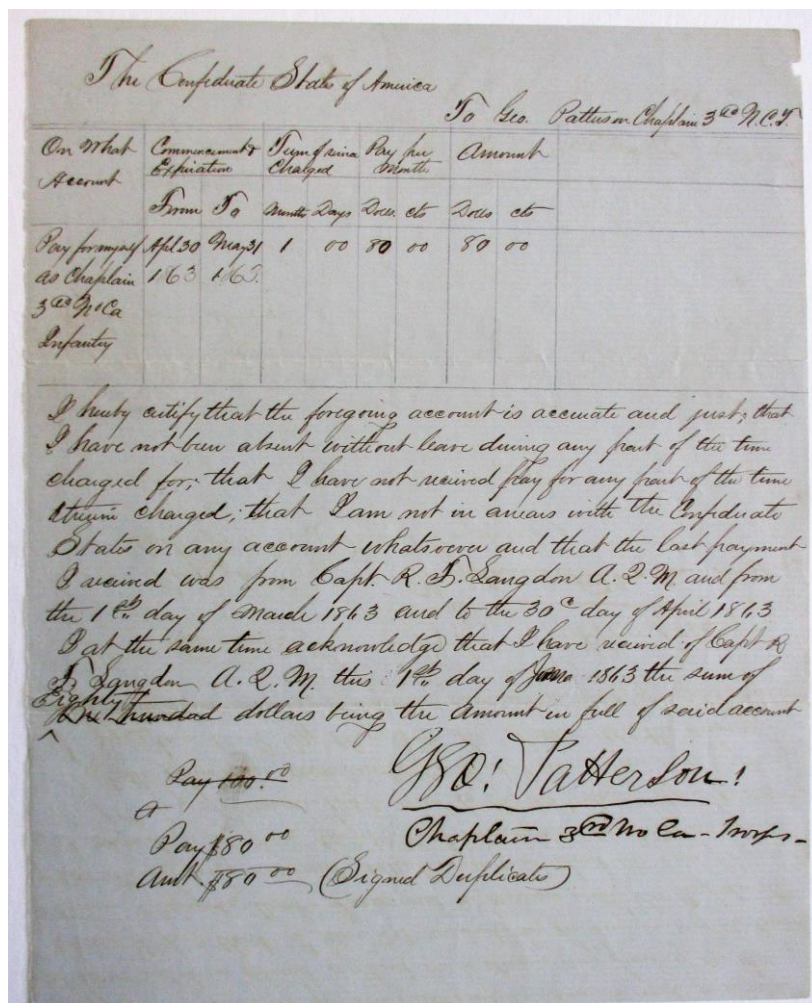 The Confederate States of America
To Geo. Patterson Chaplain 3rd N.C.T.
On What Account
Commencement & Expiration
Term of service Charged
Pay per Month
Amount
From To Months Days Dolls. cts Dolls cts
Pay for myself as Chaplain 3rd No Ca Infantry
Apl 30 1863 May 31 1863. 1 00 80 00 80 00
I hereby certify that the foregoing account is accurate and just; that
I have not been absent without leave during any part of the time
charged for; that I have not received pay for any part of the time
therein charged; that I am not in arears with the Confederate
States on any account whatsoever and that the last payment
I received was from Capt. R. F. Langdon A. Q. M. and from
the 1st day of March 1863 and to the 30th day of April 1863
I at the same time acknowledge that I have received of Capt R
F. Langdon A. Q. M. this 1st day of June 1863 the sum of
Eighty
One Hundred dollars being the amount in full of said account
Pay 100.00
Geo! Patterson!
Chaplain 3rd No Ca - Troops -
Pay $80 00
Amt $80 00 (Signed Duplicate)